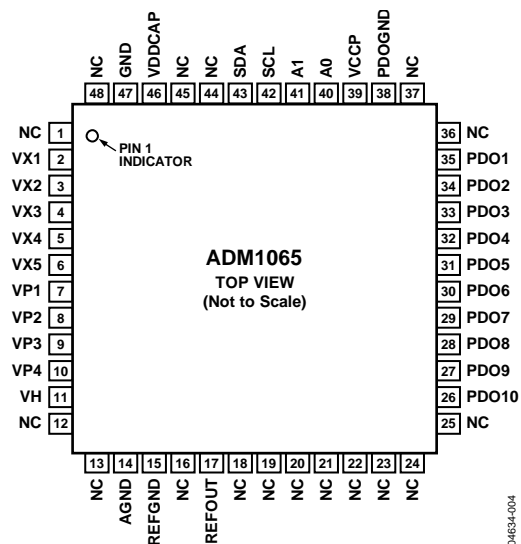 NC GND VDDCAP NC NC SDA SCL A1 A0 VCCP PDOGND NC
48 47 46 45 44 43 42 41 40 39 38 37
NC 1
VX1 2
VX2 3
VX3 4
VX4 5
VX5 6
VP1 7
VP2 8
VP3 9
VP4 10
VH 11
NC 12
PIN 1
INDICATOR
ADM1065
TOP VIEW
(Not to Scale)
36 NC
35 PDO1
34 PDO2
33 PDO3
32 PDO4
31 PDO5
30 PDO6
29 PDO7
28 PDO8
27 PDO9
26 PDO10
25 NC
13 14 15 16 17 18 19 20 21 22 23 24
NC AGND REFGND NC REFOUT NC NC NC NC NC NC NC
04634-004